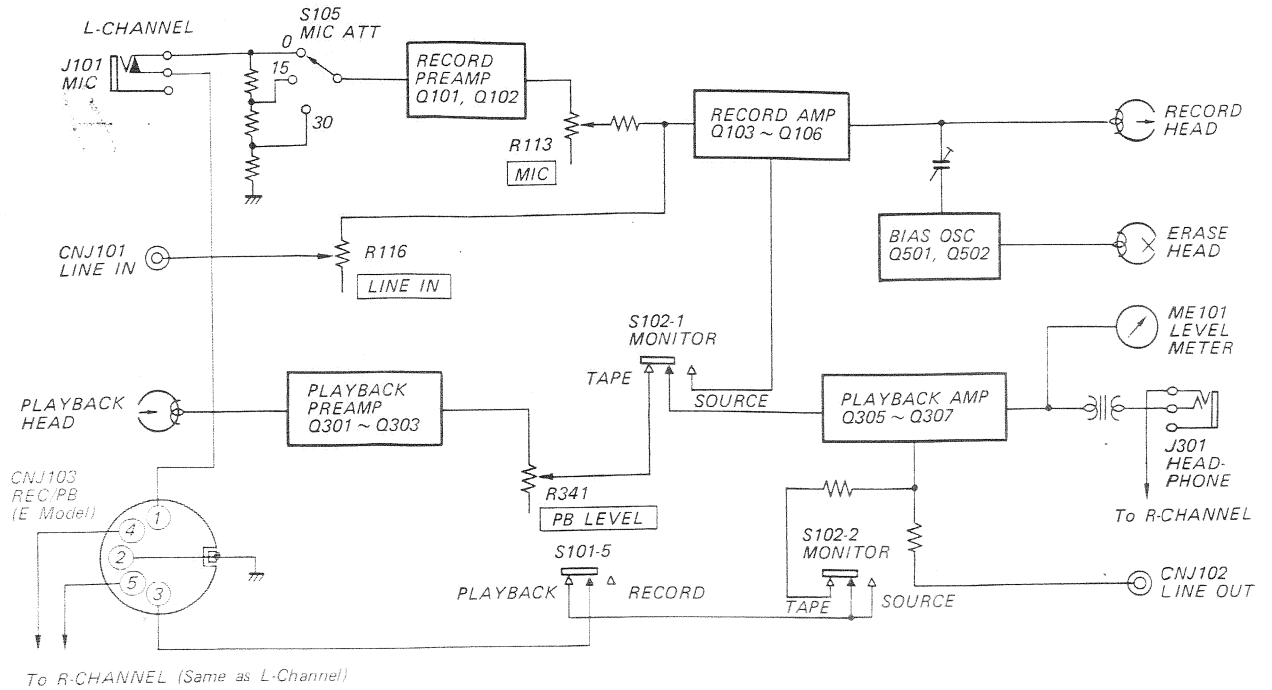 L-CHANNEL
J101
MIC
S105
MIC ATT
0
15
30
RECORD
PREAMP
Q101, Q102
R113
MIC
RECORD AMP
Q103 ~ Q106
RECORD
HEAD
CNJ101
LINE IN
R116
LINE IN
BIAS OSC
Q501, Q502
ERASE
HEAD
ME101
LEVEL
METER
S102-1
MONITOR
TAPE
SOURCE
PLAYBACK
HEAD
PLAYBACK
PREAMP
Q301 ~ Q303
PLAYBACK AMP
Q305 ~ Q307
J301
HEAD-
PHONE
To R-CHANNEL
R341
PB LEVEL
CNJ103
REC/PB
(E Model)
1
4
2
5
3
S101-5
PLAYBACK
RECORD
S102-2
MONITOR
TAPE
SOURCE
CNJ102
LINE OUT
To R-CHANNEL (Same as L-Channel)